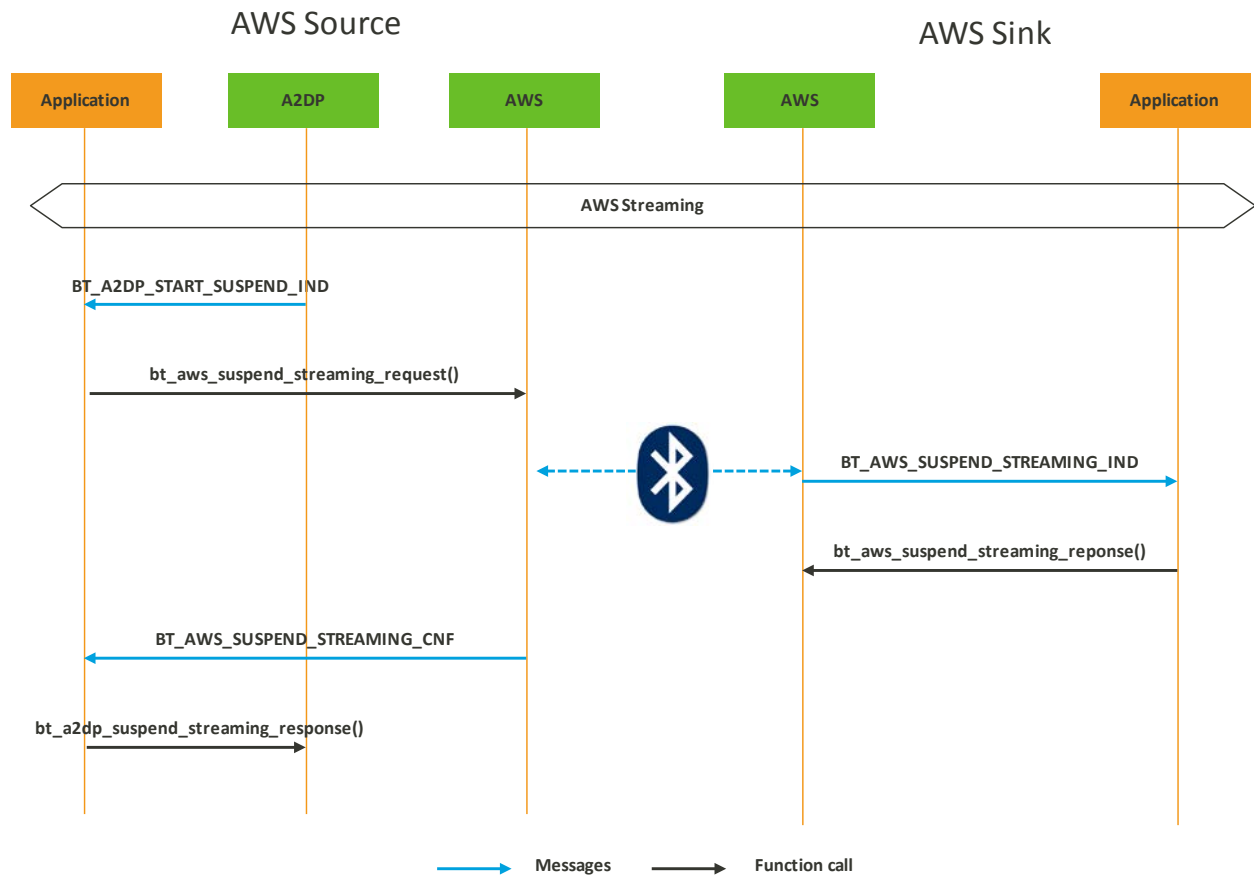 AWS Source
AWS Sink
Application
A2DP
AWS
AWS
Application
AWS Streaming
BT_A2DP_START_SUSPEND_IND
bt_aws_suspend_streaming_request()
BT_AWS_SUSPEND_STREAMING_IND
bt_aws_suspend_streaming_reponse()
BT_AWS_SUSPEND_STREAMING_CNF
bt_a2dp_suspend_streaming_response()
Messages
Function call